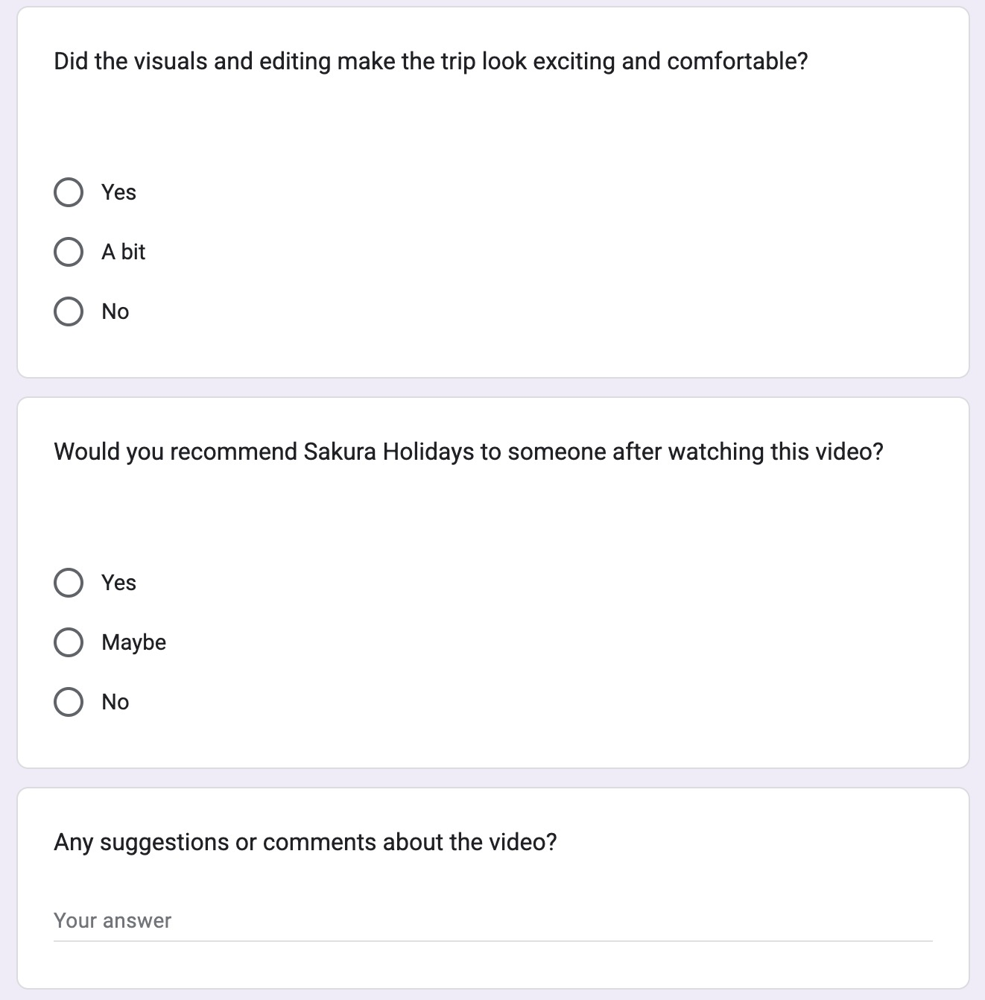 Did the visuals and editing make the trip look exciting and comfortable?
Yes
A bit
No
Would you recommend Sakura Holidays to someone after watching this video?
Yes
Maybe
No
Any suggestions or comments about the video?
Your answer